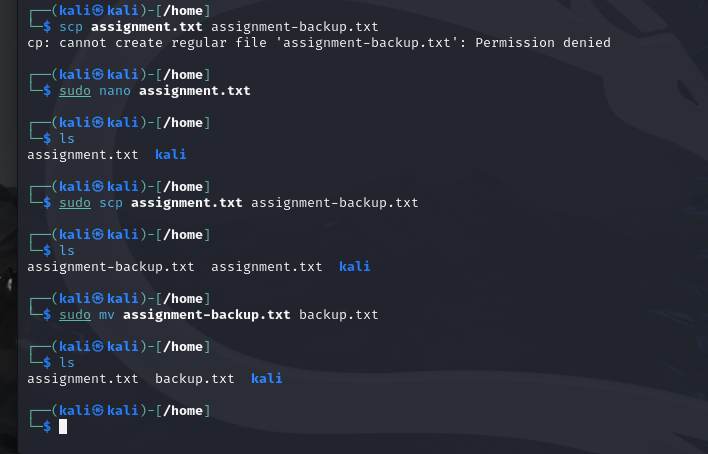 ┌──(kali㉿kali)-[/home]
└─$ scp assignment.txt assignment-backup.txt
cp: cannot create regular file 'assignment-backup.txt': Permission denied
┌──(kali㉿kali)-[/home]
└─$ sudo nano assignment.txt
┌──(kali㉿kali)-[/home]
└─$ ls
assignment.txt  kali
┌──(kali㉿kali)-[/home]
└─$ sudo scp assignment.txt assignment-backup.txt
┌──(kali㉿kali)-[/home]
└─$ ls
assignment-backup.txt  assignment.txt  kali
┌──(kali㉿kali)-[/home]
└─$ sudo mv assignment-backup.txt backup.txt
┌──(kali㉿kali)-[/home]
└─$ ls
assignment.txt  backup.txt  kali
┌──(kali㉿kali)-[/home]
└─$